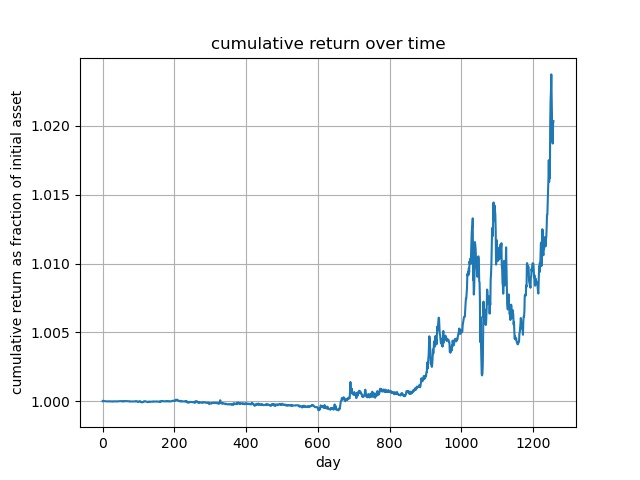 cumulative return over time
cumulative return as fraction of initial asset
1.020
1.015
1.010
1.005
1.000
0 200 400 600 800 1000 1200
day